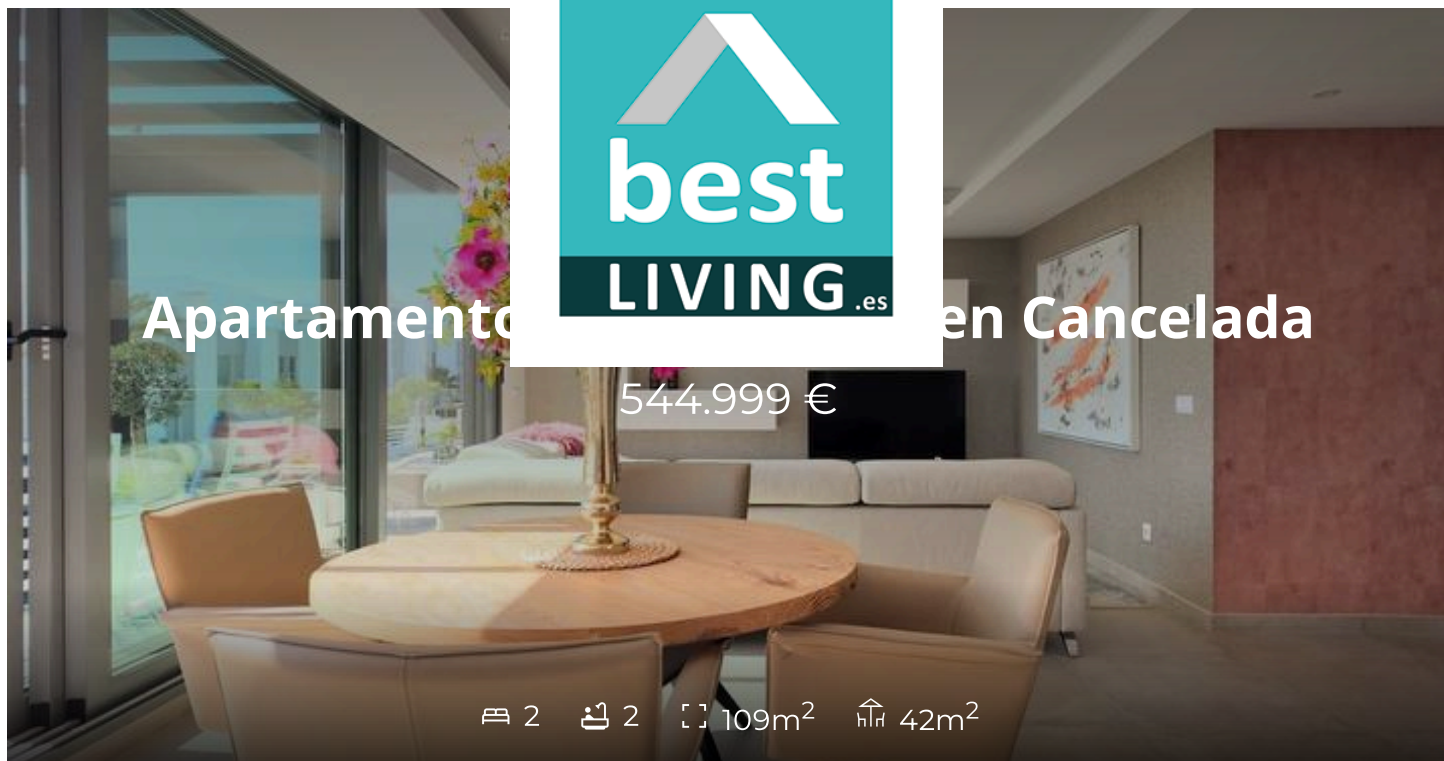 best
LIVING.es
Apartamento en Cancelada
544.999 €
2 2 109m² 42m²